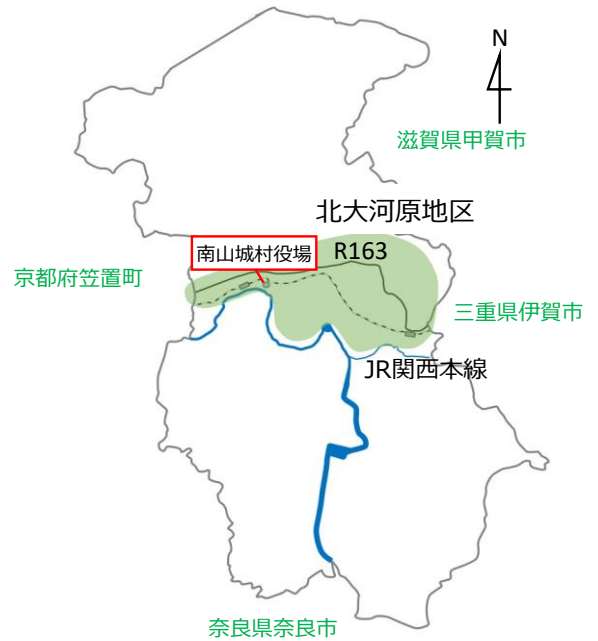 N
滋賀県甲賀市
北大河原地区
南山城村役場
R163
京都府笠置町
三重県伊賀市
JR関西本線
奈良県奈良市